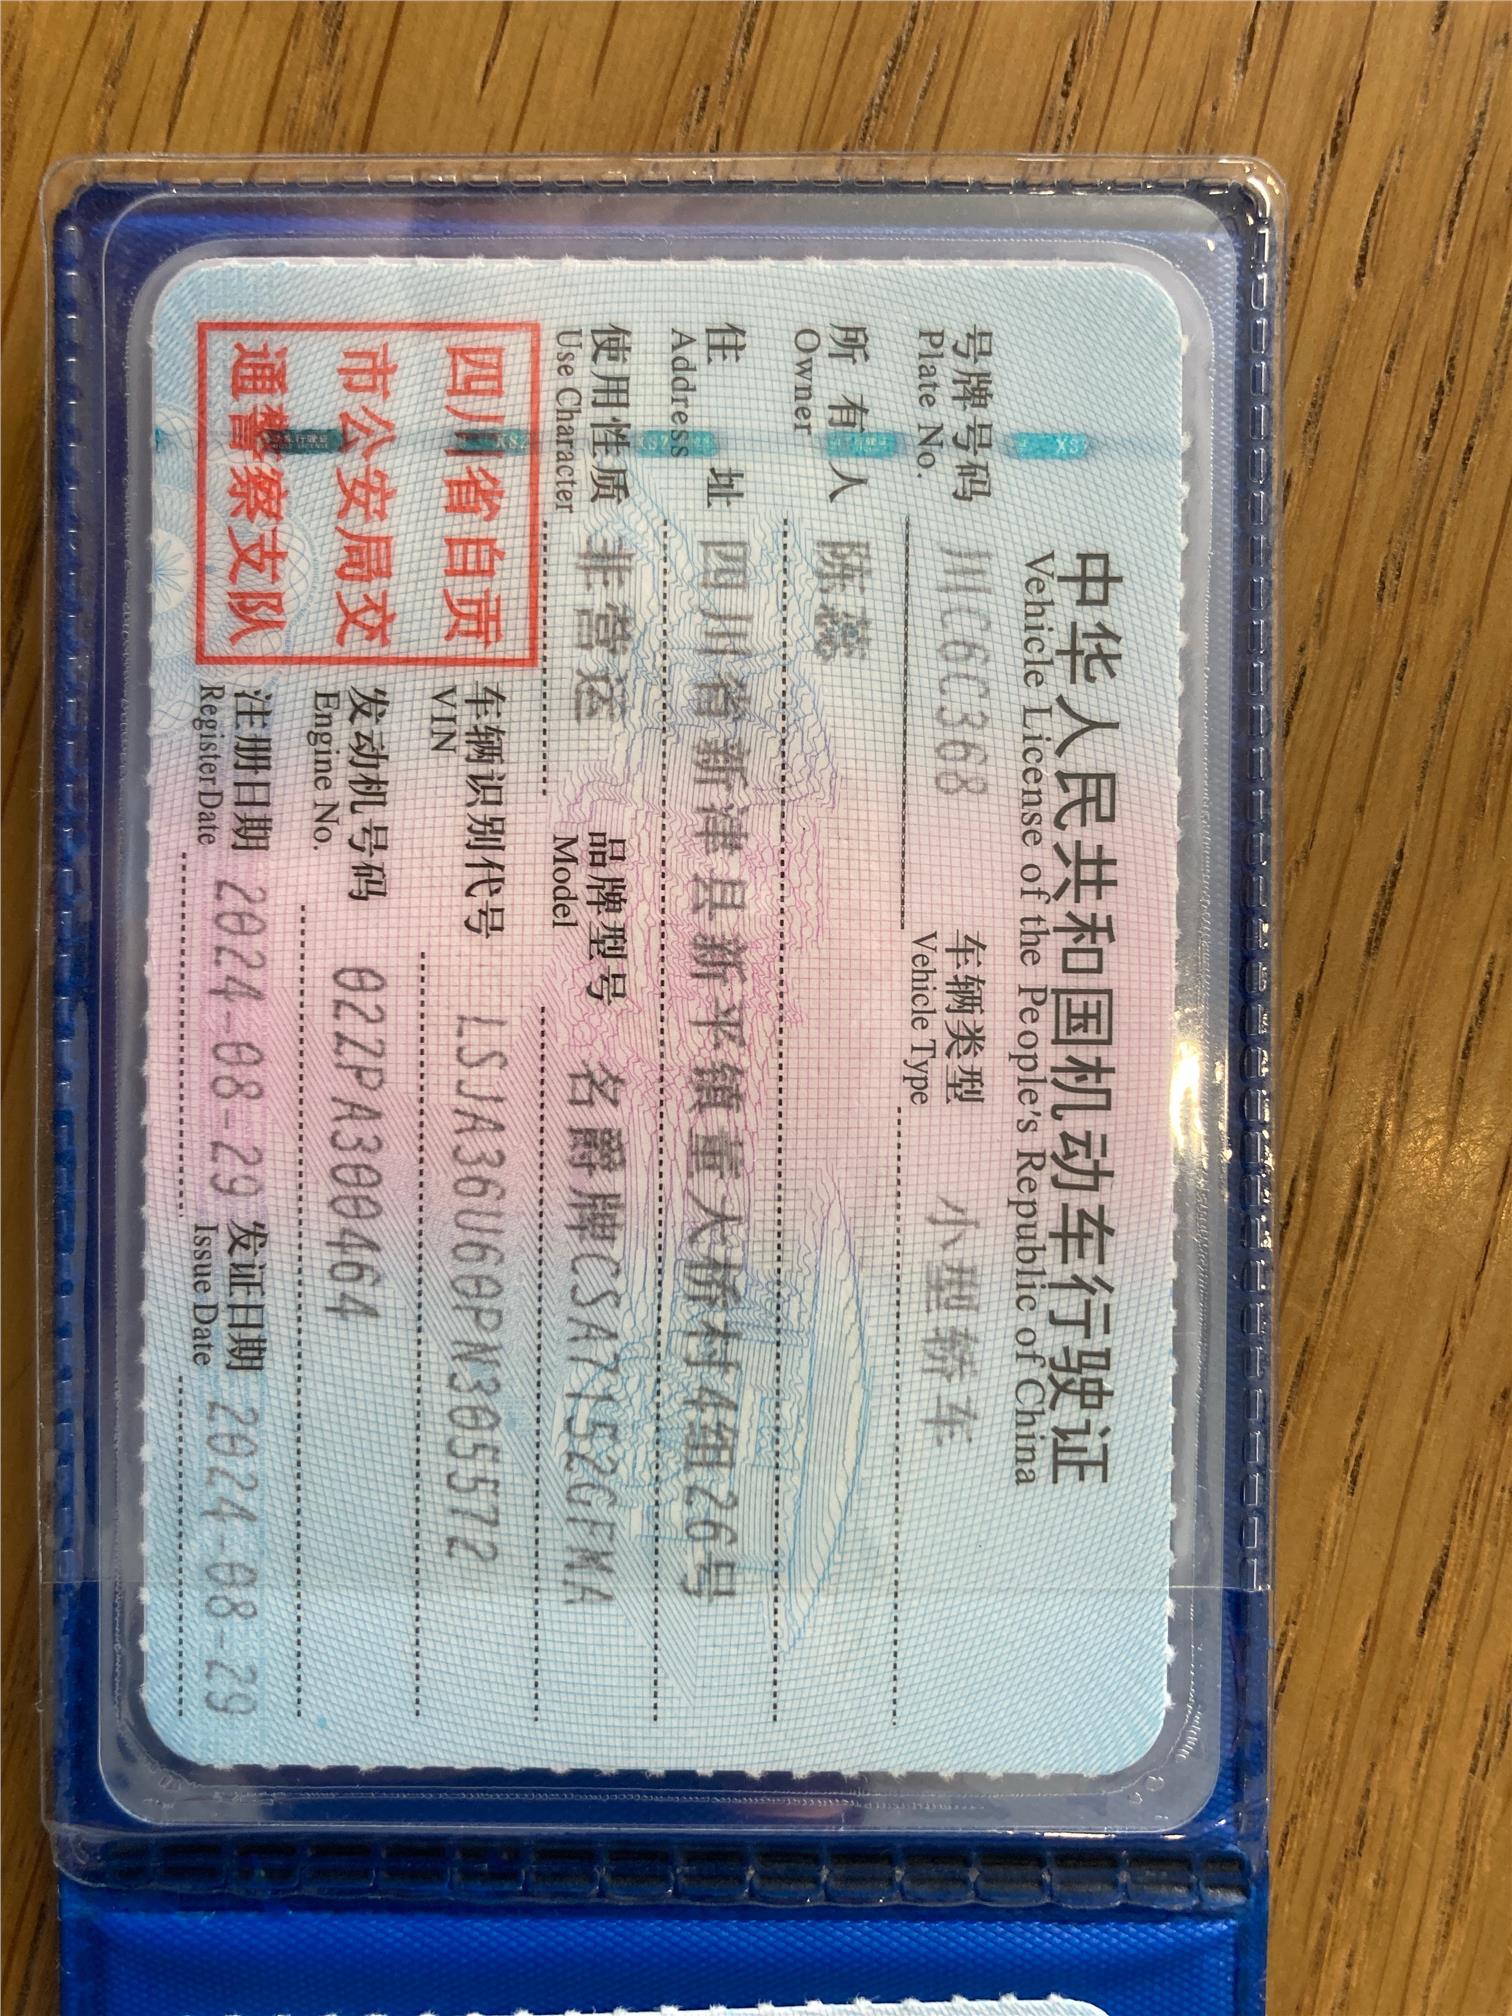 中华人民共和国机动车行驶证
Vehicle License of the People's Republic of China
号牌号码 川C6C368 车辆类型 小型轿车
Plate No. Vehicle Type
所有人 陈蕊
Owner
住址 四川省新津县新平镇董大桥村4组26号
Address
使用性质 非营运 品牌型号 名爵牌CSA7152GFMA
Use Character Model
四川省自贡
市公安局交
通警察支队
车辆识别代号 LSJA36U60PN305572
VIN
发动机号码 022PA300464
Engine No.
注册日期 2024-08-29 发证日期 2024-08-29
Register Date Issue Date